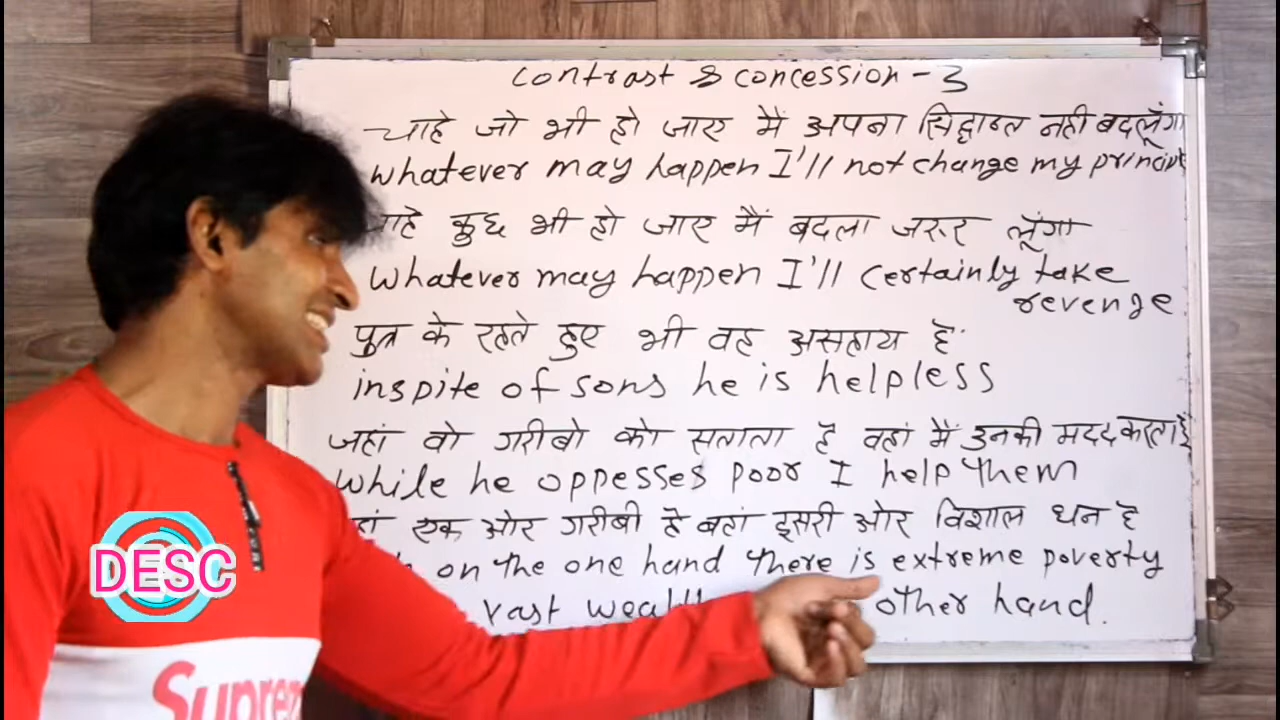 contrast & concession - 3
चाहे जो भी हो जाए मैं अपना सिद्धान्त नही बदलूँगा
Whatever may happen I'll not change my
कुछ भी हो जाए मैं बदला जरुर लूंगा
Whatever may happen I'll certainly take
revenge
पुत्र के रहते हुए भी वह असहाय है
inspite of sons he is helpless
जहां वो गरीबो को सताता है वहां मैं उनकी मदद करता हूँ
While he oppesses poor I help them
एक ओर गरीबी है वहां दूसरी ओर विशाल धन है
on the one hand there is extreme poverty
vast other hand.
DESC
Suprem